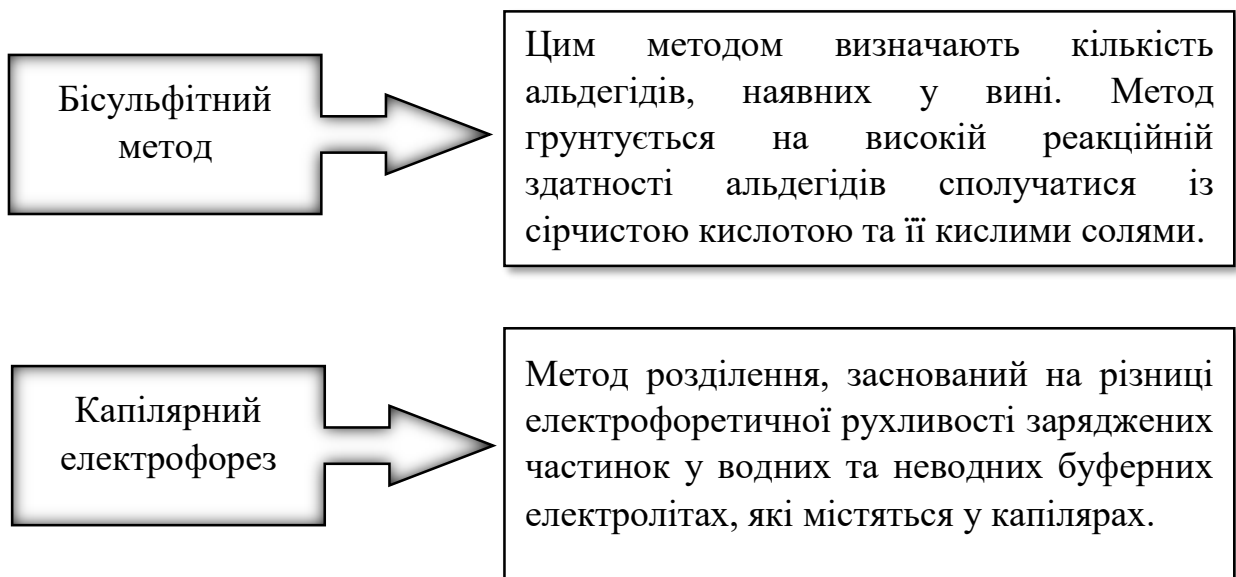 Бісульфітний
метод
Цим методом визначають кількість
альдегідів, наявних у вині. Метод
грунтується на високій реакційній
здатності альдегідів сполучатися із
сірчистою кислотою та її кислими солями.
Капілярний
електрофорез
Метод розділення, заснований на різниці
електрофоретичної рухливості заряджених
частинок у водних та неводних буферних
електролітах, які містяться у капілярах.